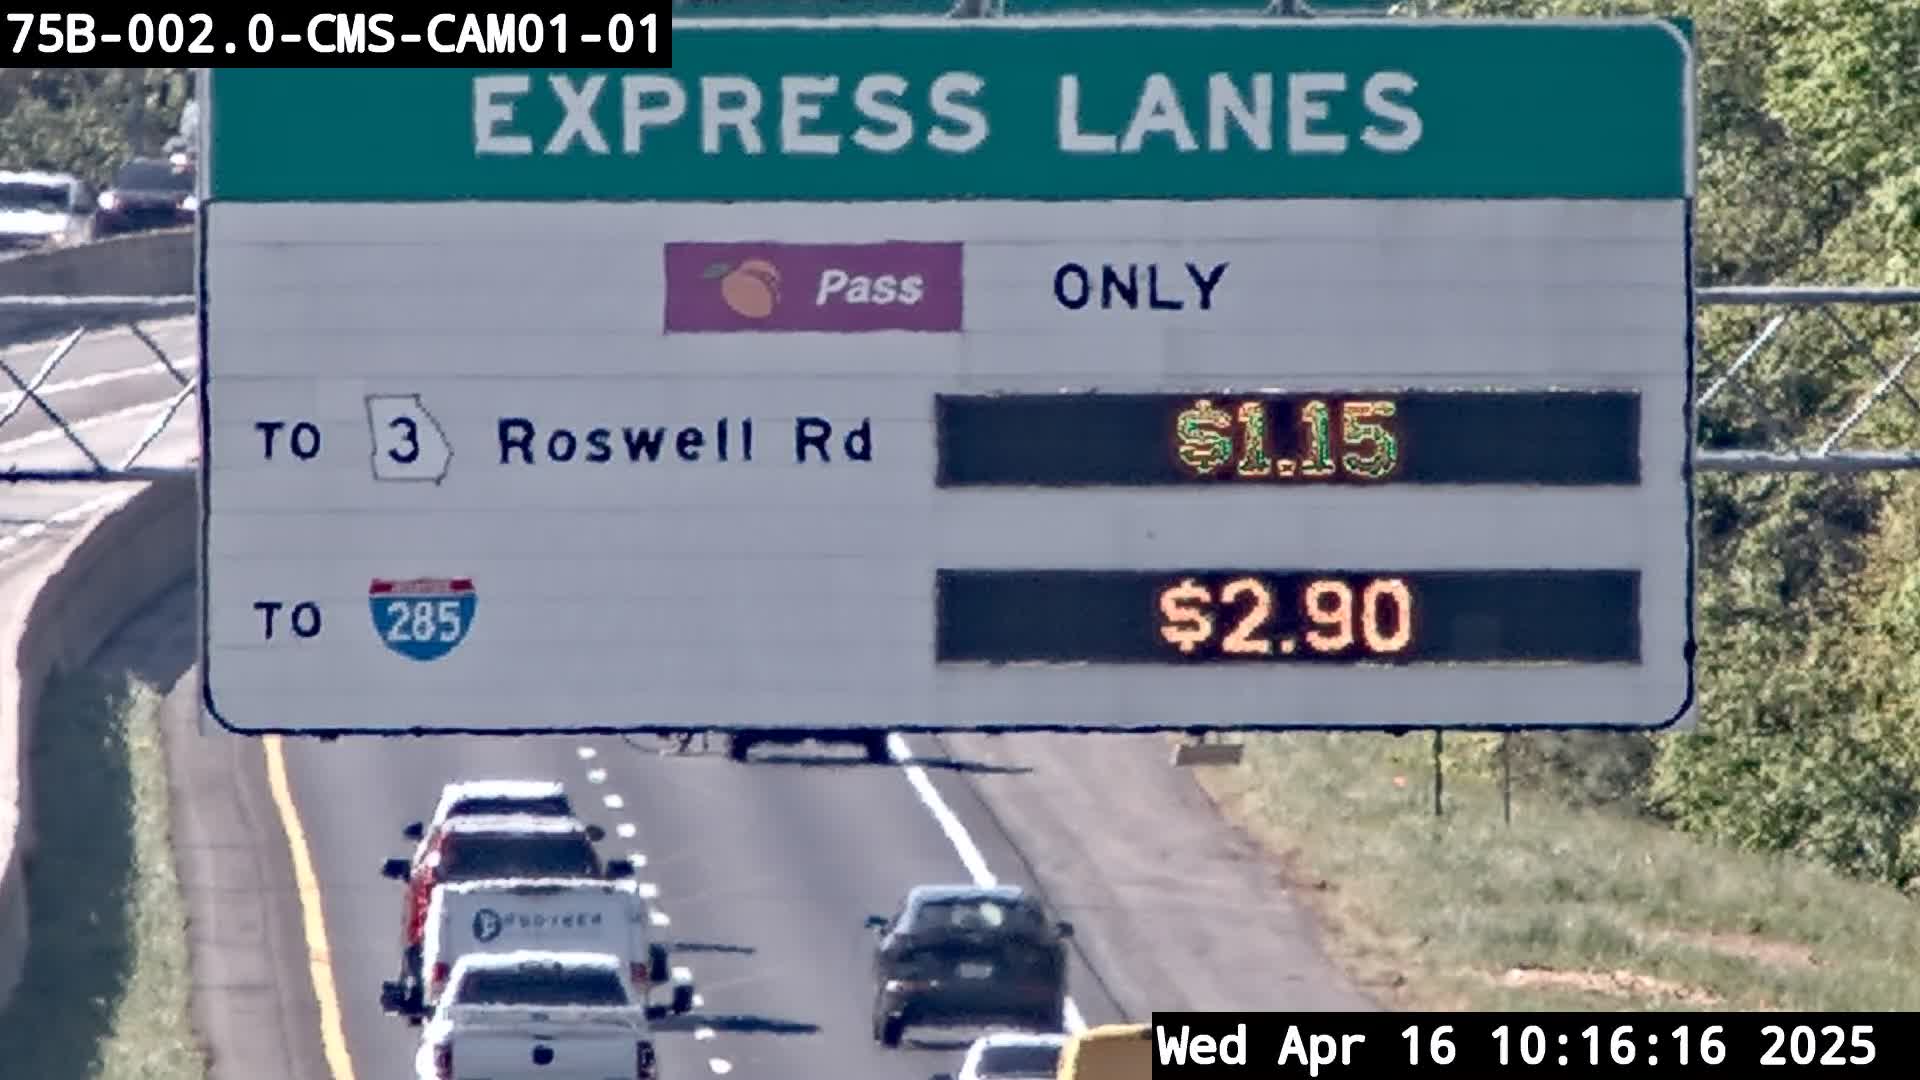 75B-002.0-CMS-CAM01-01
EXPRESS LANES
Pass ONLY
TO 3 Roswell Rd $1.15
TO 285 $2.90
Wed Apr 16 10:16:16 2025